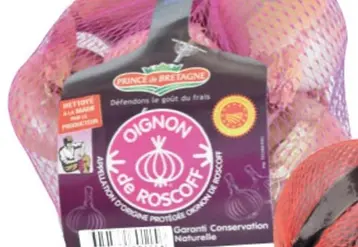 PRINCE de BRETAGNE
Défendons le goût du frais
NETTOYÉ
À LA MAIN
PAR LE
PRODUCTEUR
OIGNON
de ROSCOFF
APPELLATION D'ORIGINE PROTÉGÉE OIGNON DE ROSCOFF
Garanti Conservation
Naturelle